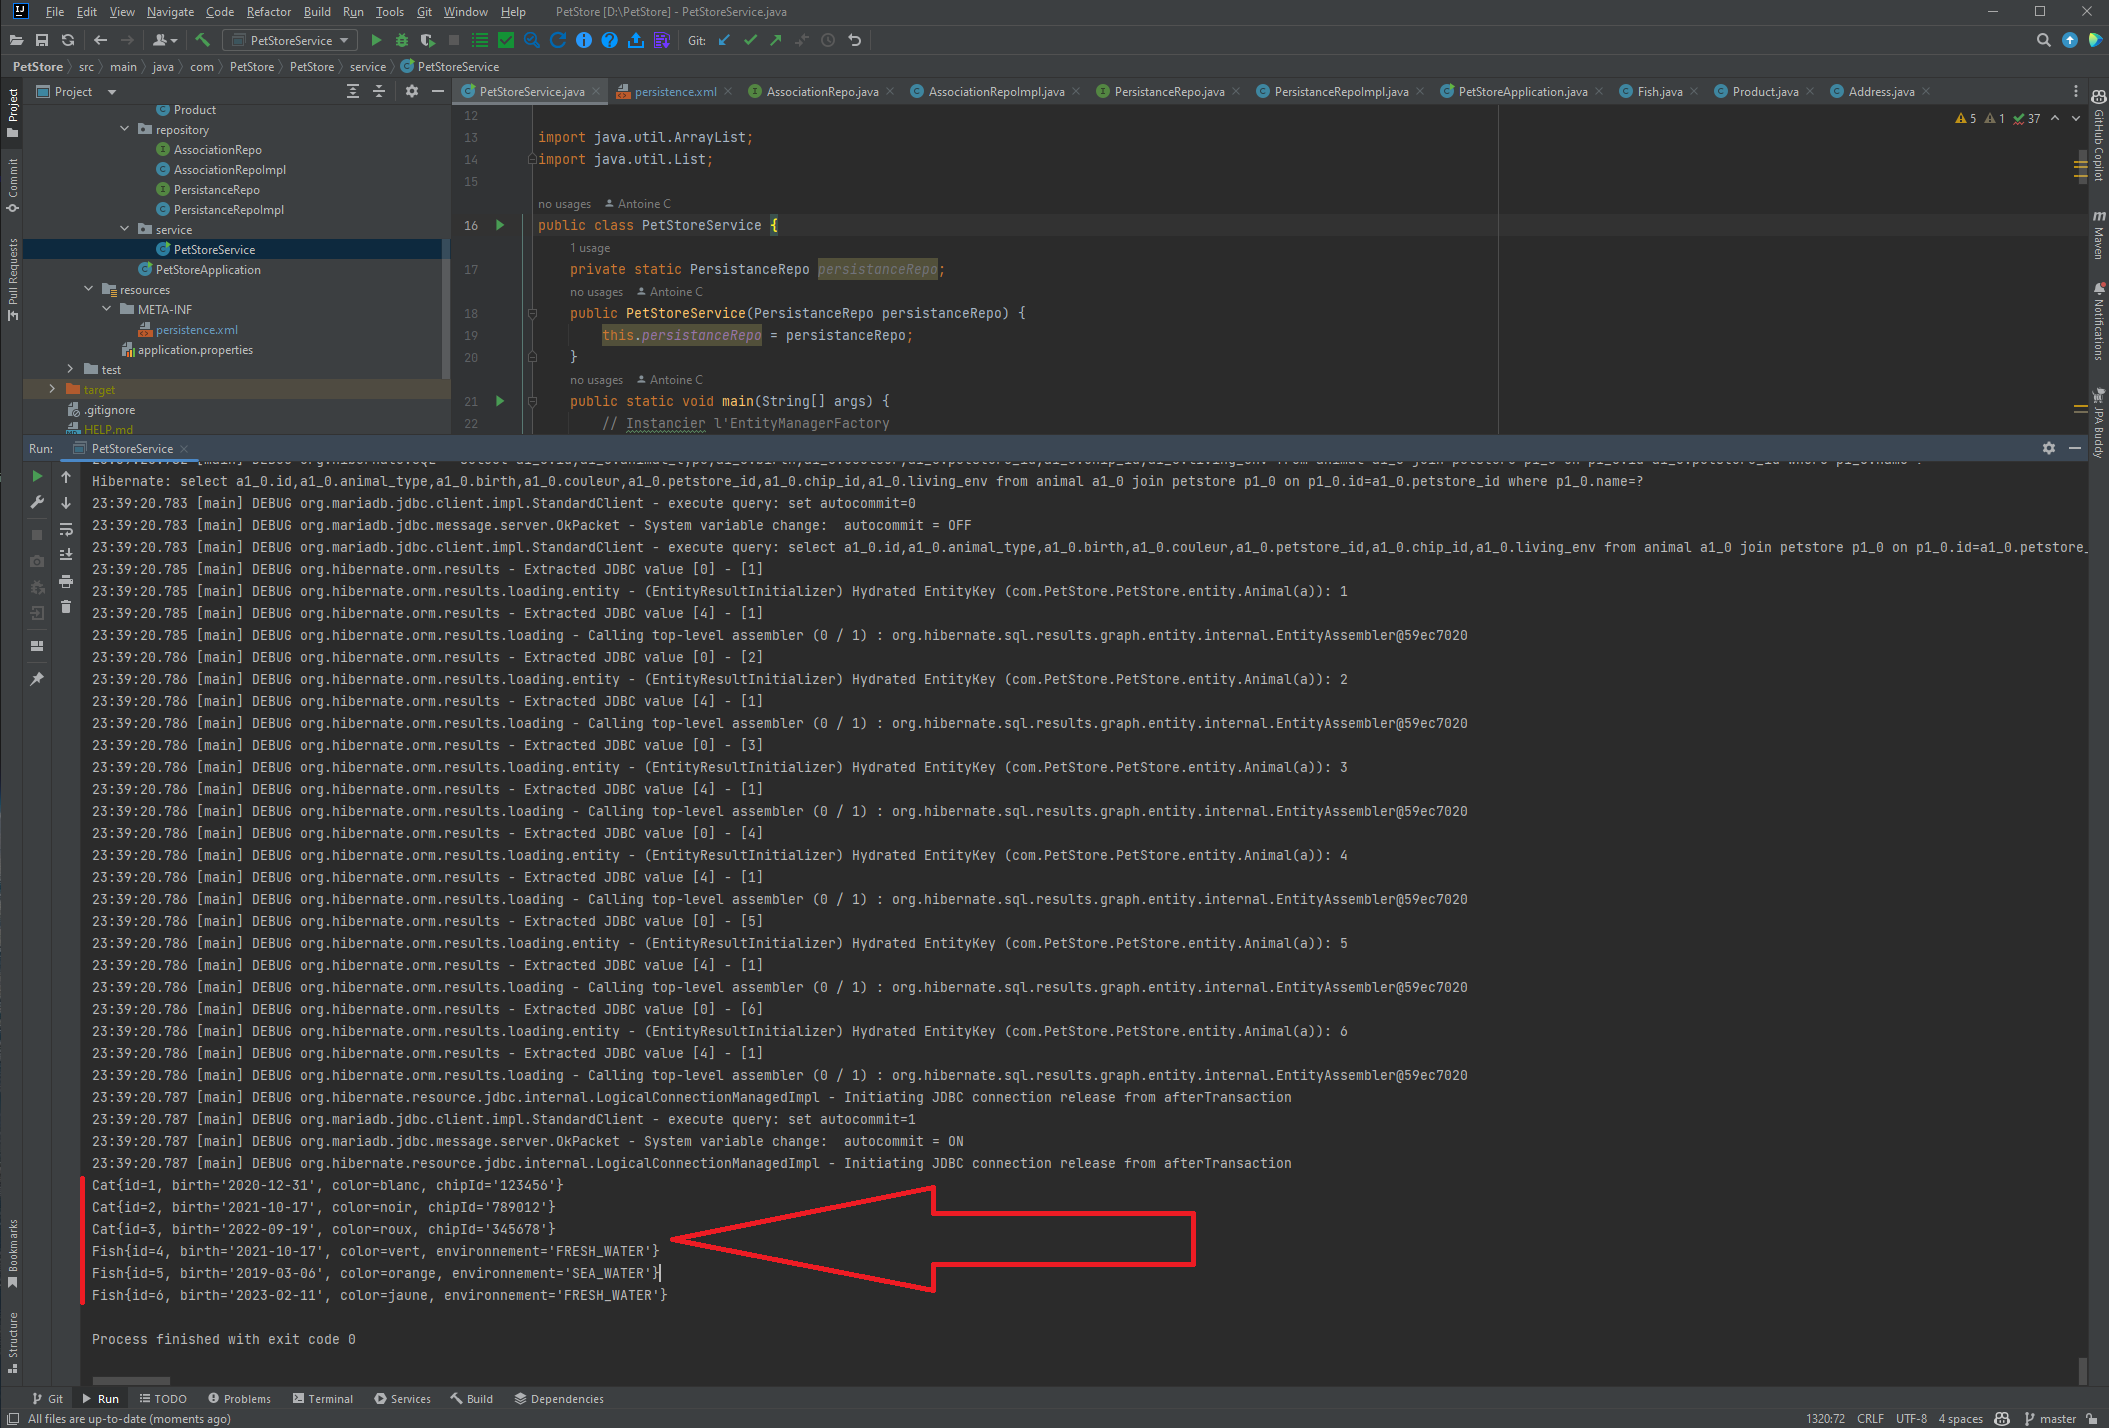 File Edit View Navigate Code Refactor Build Run Tools Git Window Help PetStore [D:\PetStore] - PetStoreService.java
PetStoreService Git:
PetStore src main java com PetStore PetStore service PetStoreService
Project
PetStoreService.java persistence.xml AssociationRepo.java AssociationRepoImpl.java PersistanceRepo.java PersistanceRepoImpl.java PetStoreApplication.java Fish.java Product.java Address.java
Project
Commit
Pull Requests
Product
repository
AssociationRepo
AssociationRepoImpl
PersistanceRepo
PersistanceRepoImpl
service
PetStoreService
PetStoreApplication
resources
META-INF
persistence.xml
application.properties
test
target
.gitignore
HELP.md
5 1 37
12
13 import java.util.ArrayList;
14 import java.util.List;
15
no usages Antoine C
16 public class PetStoreService {
1 usage
17 private static PersistanceRepo persistanceRepo;
no usages Antoine C
18 public PetStoreService(PersistanceRepo persistanceRepo) {
19 this.persistanceRepo = persistanceRepo;
20 }
no usages Antoine C
21 public static void main(String[] args) {
22 // Instancier l'EntityManagerFactory
GitHub Copilot
Maven
Notifications
JPA Buddy
Run: PetStoreService
Hibernate: select a1_0.id,a1_0.animal_type,a1_0.birth,a1_0.couleur,a1_0.petstore_id,a1_0.chip_id,a1_0.living_env from animal a1_0 join petstore p1_0 on p1_0.id=a1_0.petstore_id where p1_0.name=?
23:39:20.783 [main] DEBUG org.mariadb.jdbc.client.impl.StandardClient - execute query: set autocommit=0
23:39:20.783 [main] DEBUG org.mariadb.jdbc.message.server.OkPacket - System variable change:  autocommit = OFF
23:39:20.783 [main] DEBUG org.mariadb.jdbc.client.impl.StandardClient - execute query: select a1_0.id,a1_0.animal_type,a1_0.birth,a1_0.couleur,a1_0.petstore_id,a1_0.chip_id,a1_0.living_env from animal a1_0 join petstore p1_0 on p1_0.id=a1_0.petstore_
23:39:20.785 [main] DEBUG org.hibernate.orm.results - Extracted JDBC value [0] - [1]
23:39:20.785 [main] DEBUG org.hibernate.orm.results.loading.entity - (EntityResultInitializer) Hydrated EntityKey (com.PetStore.PetStore.entity.Animal(a)): 1
23:39:20.785 [main] DEBUG org.hibernate.orm.results - Extracted JDBC value [4] - [1]
23:39:20.785 [main] DEBUG org.hibernate.orm.results.loading - Calling top-level assembler (0 / 1) : org.hibernate.sql.results.graph.entity.internal.EntityAssembler@59ec7020
23:39:20.786 [main] DEBUG org.hibernate.orm.results - Extracted JDBC value [0] - [2]
23:39:20.786 [main] DEBUG org.hibernate.orm.results.loading.entity - (EntityResultInitializer) Hydrated EntityKey (com.PetStore.PetStore.entity.Animal(a)): 2
23:39:20.786 [main] DEBUG org.hibernate.orm.results - Extracted JDBC value [4] - [1]
23:39:20.786 [main] DEBUG org.hibernate.orm.results.loading - Calling top-level assembler (0 / 1) : org.hibernate.sql.results.graph.entity.internal.EntityAssembler@59ec7020
23:39:20.786 [main] DEBUG org.hibernate.orm.results - Extracted JDBC value [0] - [3]
23:39:20.786 [main] DEBUG org.hibernate.orm.results.loading.entity - (EntityResultInitializer) Hydrated EntityKey (com.PetStore.PetStore.entity.Animal(a)): 3
23:39:20.786 [main] DEBUG org.hibernate.orm.results - Extracted JDBC value [4] - [1]
23:39:20.786 [main] DEBUG org.hibernate.orm.results.loading - Calling top-level assembler (0 / 1) : org.hibernate.sql.results.graph.entity.internal.EntityAssembler@59ec7020
23:39:20.786 [main] DEBUG org.hibernate.orm.results - Extracted JDBC value [0] - [4]
23:39:20.786 [main] DEBUG org.hibernate.orm.results.loading.entity - (EntityResultInitializer) Hydrated EntityKey (com.PetStore.PetStore.entity.Animal(a)): 4
23:39:20.786 [main] DEBUG org.hibernate.orm.results - Extracted JDBC value [4] - [1]
23:39:20.786 [main] DEBUG org.hibernate.orm.results.loading - Calling top-level assembler (0 / 1) : org.hibernate.sql.results.graph.entity.internal.EntityAssembler@59ec7020
23:39:20.786 [main] DEBUG org.hibernate.orm.results - Extracted JDBC value [0] - [5]
23:39:20.786 [main] DEBUG org.hibernate.orm.results.loading.entity - (EntityResultInitializer) Hydrated EntityKey (com.PetStore.PetStore.entity.Animal(a)): 5
23:39:20.786 [main] DEBUG org.hibernate.orm.results - Extracted JDBC value [4] - [1]
23:39:20.786 [main] DEBUG org.hibernate.orm.results.loading - Calling top-level assembler (0 / 1) : org.hibernate.sql.results.graph.entity.internal.EntityAssembler@59ec7020
23:39:20.786 [main] DEBUG org.hibernate.orm.results - Extracted JDBC value [0] - [6]
23:39:20.786 [main] DEBUG org.hibernate.orm.results.loading.entity - (EntityResultInitializer) Hydrated EntityKey (com.PetStore.PetStore.entity.Animal(a)): 6
23:39:20.786 [main] DEBUG org.hibernate.orm.results - Extracted JDBC value [4] - [1]
23:39:20.786 [main] DEBUG org.hibernate.orm.results.loading - Calling top-level assembler (0 / 1) : org.hibernate.sql.results.graph.entity.internal.EntityAssembler@59ec7020
23:39:20.787 [main] DEBUG org.hibernate.resource.jdbc.internal.LogicalConnectionManagedImpl - Initiating JDBC connection release from afterTransaction
23:39:20.787 [main] DEBUG org.mariadb.jdbc.client.impl.StandardClient - execute query: set autocommit=1
23:39:20.787 [main] DEBUG org.mariadb.jdbc.message.server.OkPacket - System variable change:  autocommit = ON
23:39:20.787 [main] DEBUG org.hibernate.resource.jdbc.internal.LogicalConnectionManagedImpl - Initiating JDBC connection release from afterTransaction
Cat{id=1, birth='2020-12-31', color=blanc, chipId='123456'}
Cat{id=2, birth='2021-10-17', color=noir, chipId='789012'}
Cat{id=3, birth='2022-09-19', color=roux, chipId='345678'}
Fish{id=4, birth='2021-10-17', color=vert, environnement='FRESH_WATER'}
Fish{id=5, birth='2019-03-06', color=orange, environnement='SEA_WATER'}
Fish{id=6, birth='2023-02-11', color=jaune, environnement='FRESH_WATER'}
Process finished with exit code 0
Bookmarks
Structure
Git Run TODO Problems Terminal Services Build Dependencies
All files are up-to-date (moments ago) 1320:72 CRLF UTF-8 4 spaces master